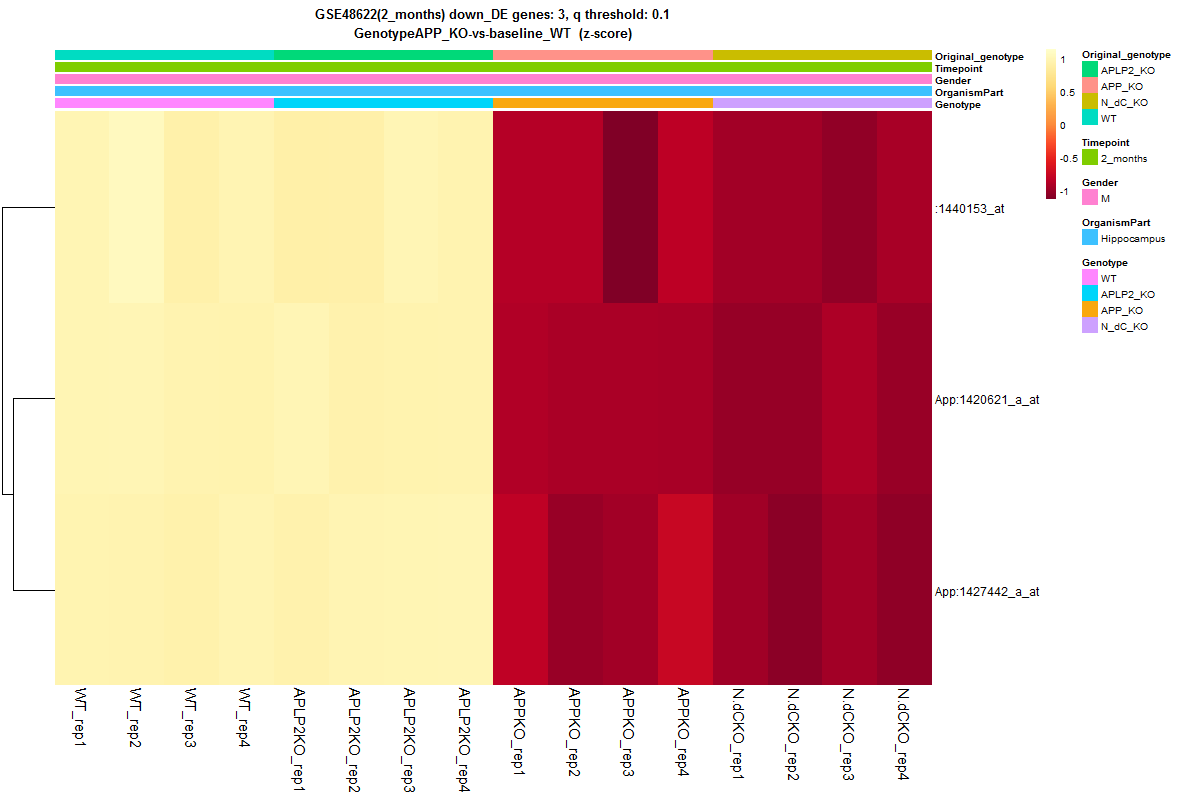 GSE48622(2_months) down_DE genes: 3, q threshold: 0.1
GenotypeAPP_KO-vs-baseline_WT (z-score)
Original_genotype
Timepoint
Gender
OrganismPart
Genotype
:1440153_at
App:1420621_a_at
App:1427442_a_at
WT_rep1
WT_rep2
WT_rep3
WT_rep4
APLP2KO_rep1
APLP2KO_rep2
APLP2KO_rep3
APLP2KO_rep4
APPKO_rep1
APPKO_rep2
APPKO_rep3
APPKO_rep4
N.dCKO_rep1
N.dCKO_rep2
N.dCKO_rep3
N.dCKO_rep4
1
0.5
0
-0.5
-1
Original_genotype
APLP2_KO
APP_KO
N_dC_KO
WT
Timepoint
2_months
Gender
M
OrganismPart
Hippocampus
Genotype
WT
APLP2_KO
APP_KO
N_dC_KO